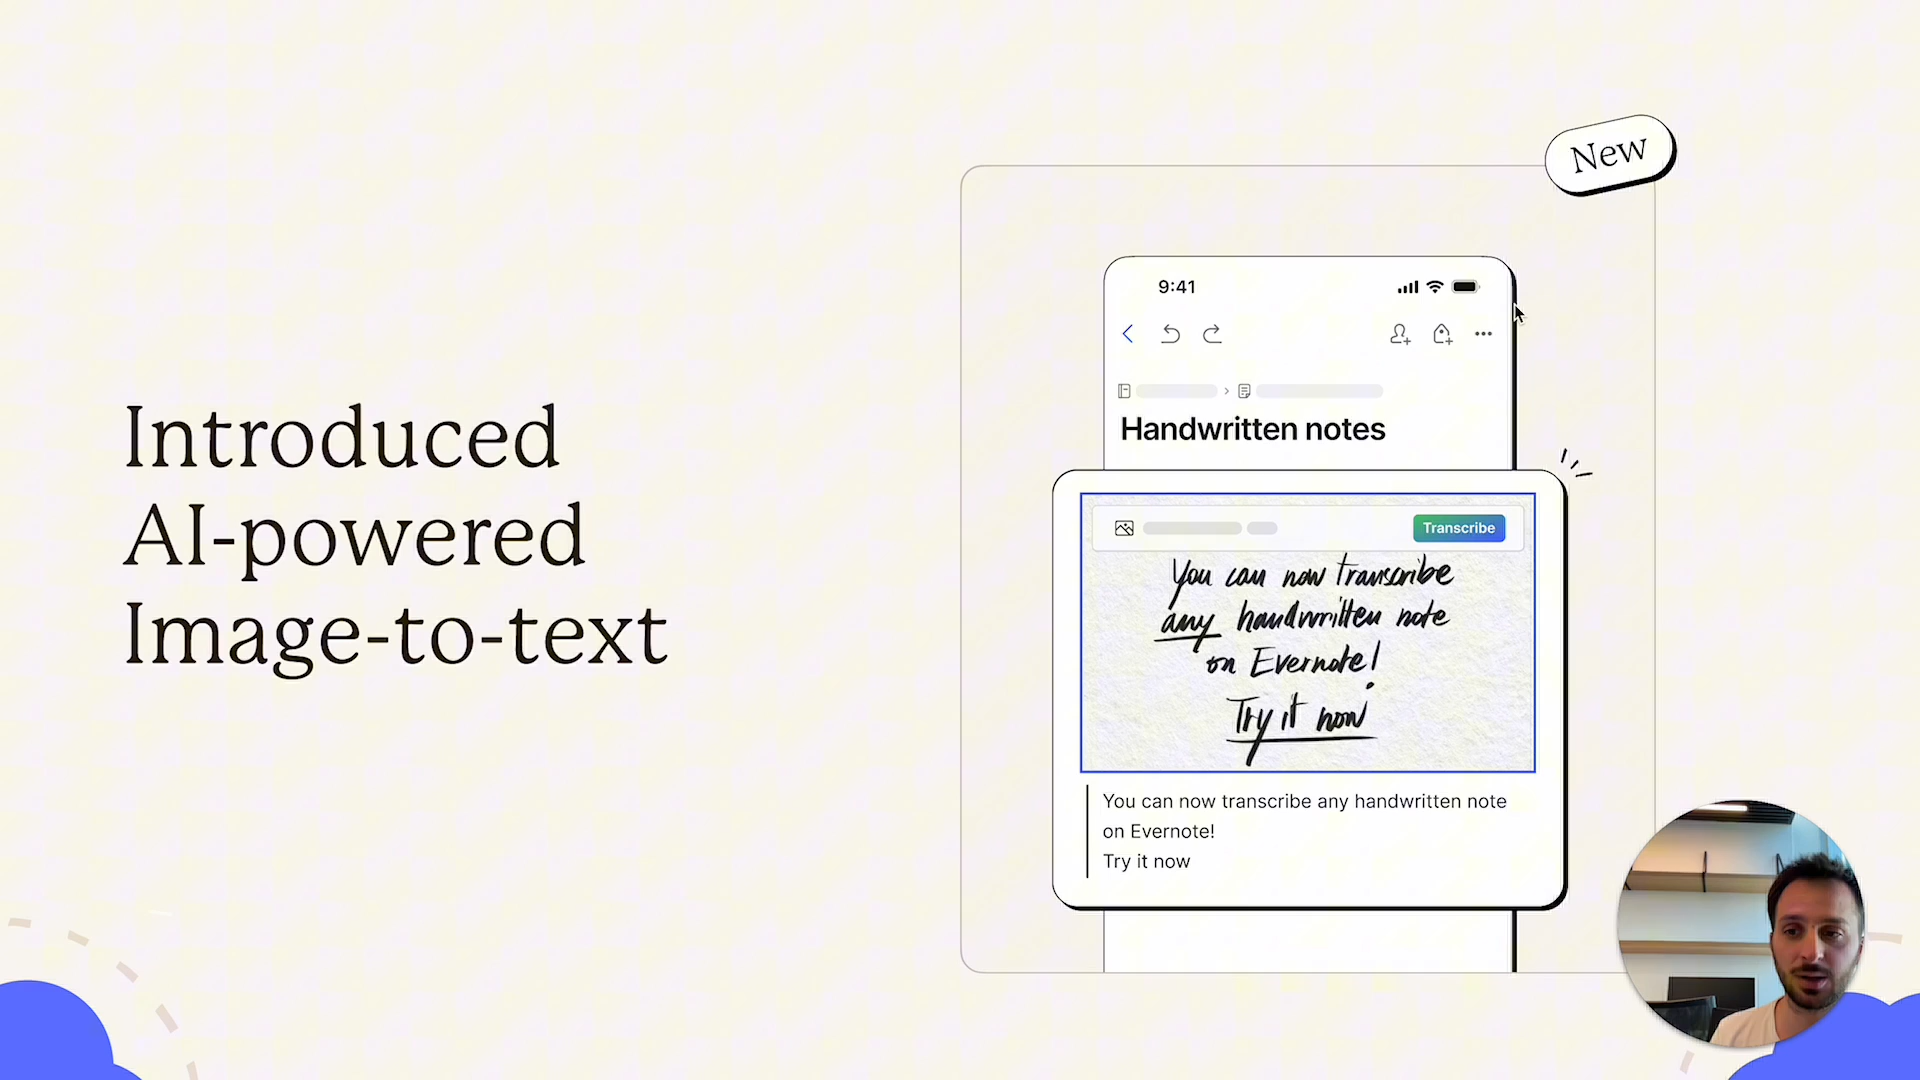 Introduced
AI-powered
Image-to-text
New
9:41
Handwritten notes
Transcribe
You can now transcribe
any handwritten note
on Evernote!
Try it now
You can now transcribe any handwritten note
on Evernote!
Try it now